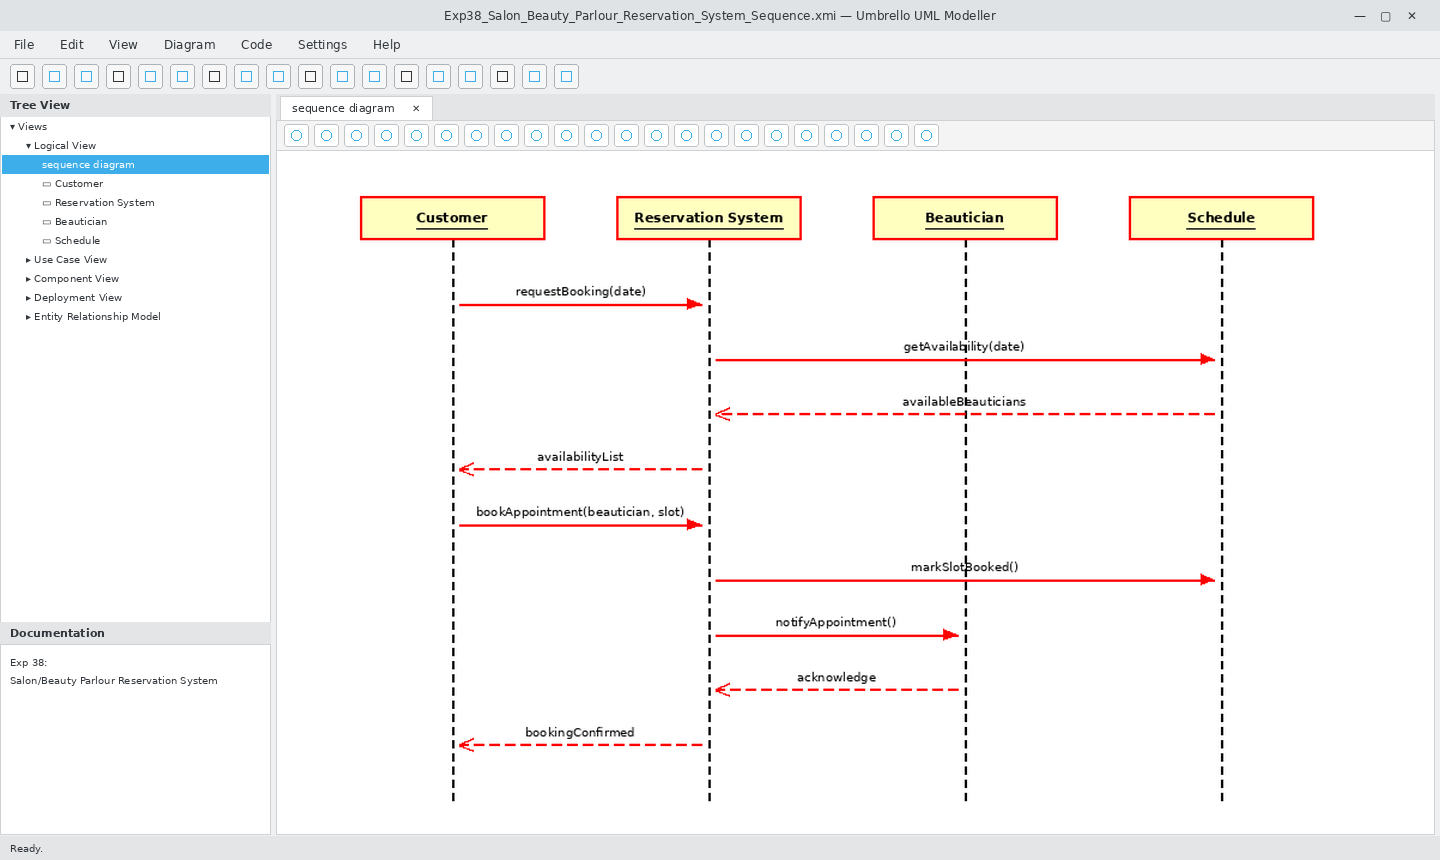 Exp38_Salon_Beauty_Parlour_Reservation_System_Sequence.xmi — Umbrello UML Modeller
File Edit View Diagram Code Settings Help
Tree View
Views
Logical View
sequence diagram
Customer
Reservation System
Beautician
Schedule
Use Case View
Component View
Deployment View
Entity Relationship Model
Documentation
Exp 38:
Salon/Beauty Parlour Reservation System
sequence diagram
Customer Reservation System Beautician Schedule
requestBooking(date)
getAvailability(date)
availableBeauticians
availabilityList
bookAppointment(beautician, slot)
markSlotBooked()
notifyAppointment()
acknowledge
bookingConfirmed
Ready.